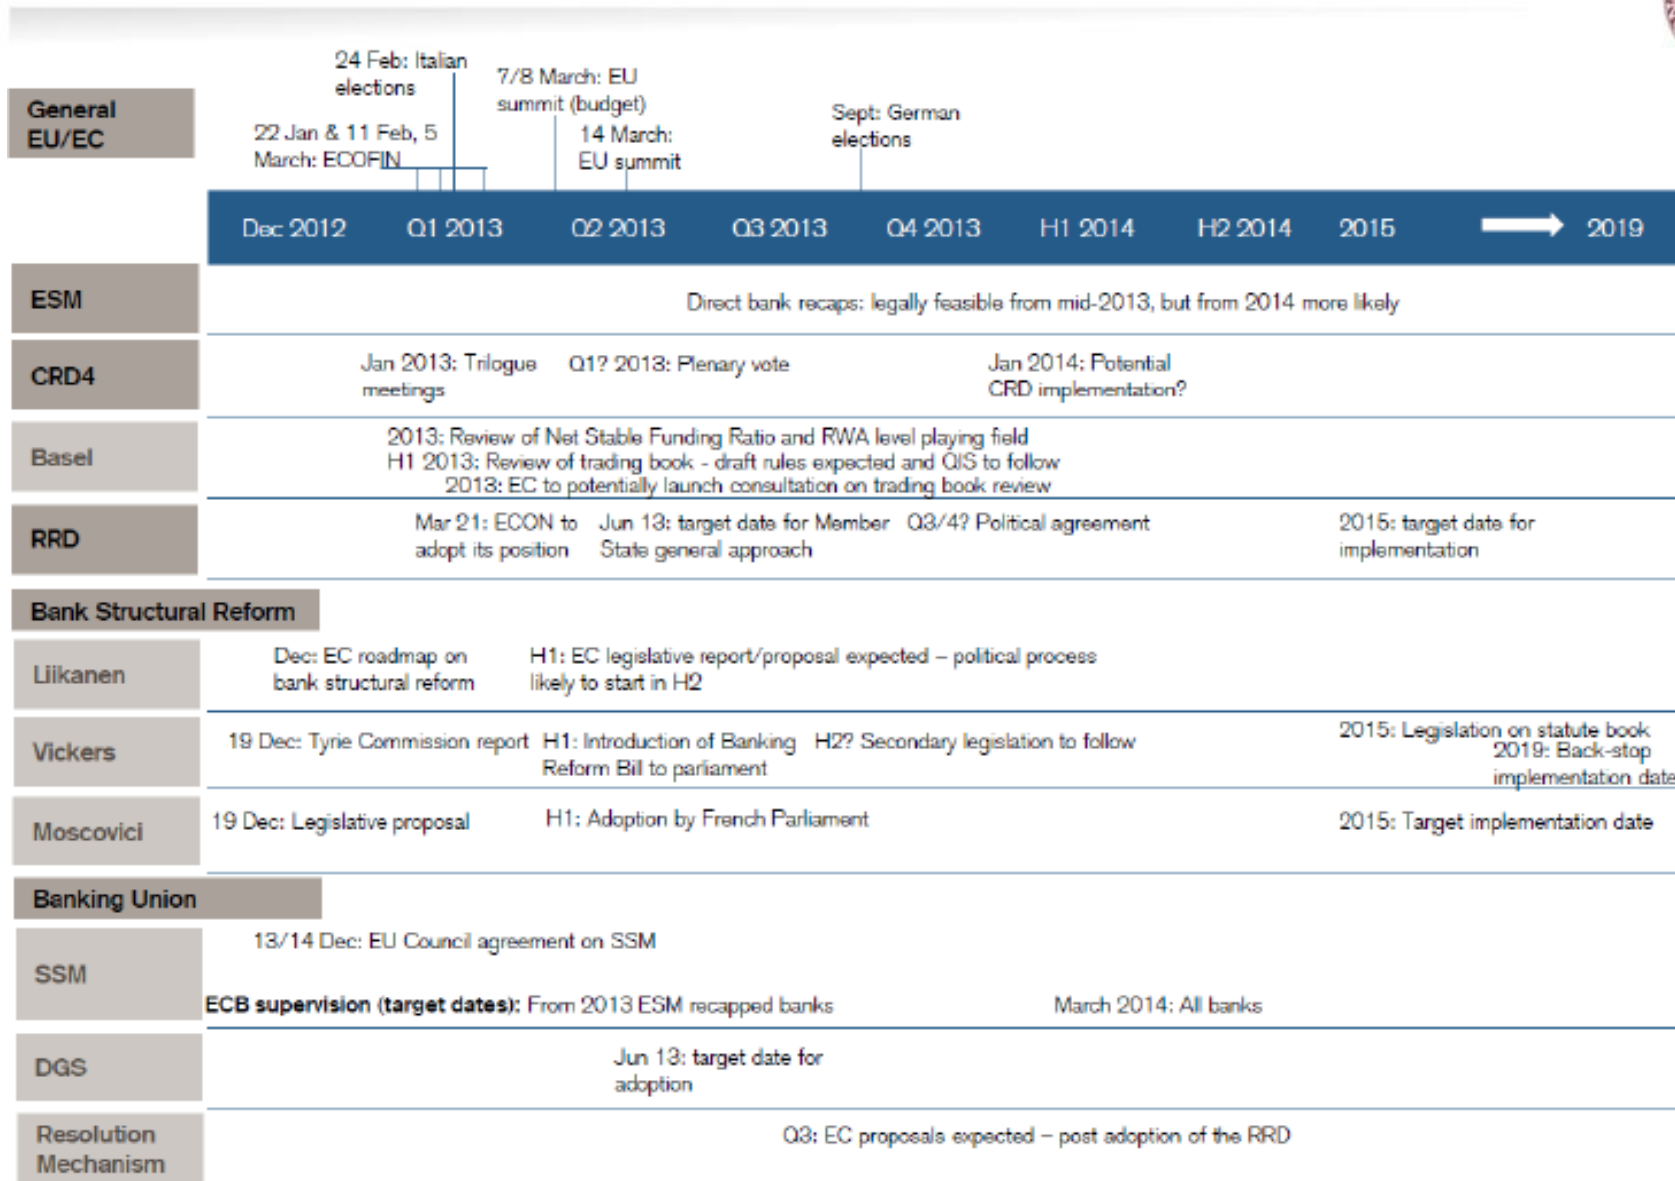 24 Feb: Italian
elections
7/8 March: EU
summit (budget)
General
EU/EC
22 Jan & 11 Feb, 5
March: ECOFIN
14 March:
EU summit
Sept: German
elections
Dec 2012 Q1 2013 Q2 2013 Q3 2013 Q4 2013 H1 2014 H2 2014 2015 2019
ESM
Direct bank recaps: legally feasible from mid-2013, but from 2014 more likely
CRD4
Jan 2013: Trilogue
meetings
Q1? 2013: Plenary vote
Jan 2014: Potential
CRD implementation?
Basel
2013: Review of Net Stable Funding Ratio and RWA level playing field
H1 2013: Review of trading book - draft rules expected and QIS to follow
2013: EC to potentially launch consultation on trading book review
RRD
Mar 21: ECON to
adopt its position
Jun 13: target date for Member
State general approach
Q3/4? Political agreement
2015: target date for
implementation
Bank Structural Reform
Liikanen
Dec: EC roadmap on
bank structural reform
H1: EC legislative report/proposal expected – political process
likely to start in H2
Vickers
19 Dec: Tyrie Commission report
H1: Introduction of Banking
Reform Bill to parliament
H2? Secondary legislation to follow
2015: Legislation on statute book
2019: Back-stop
implementation date
Moscovici
19 Dec: Legislative proposal
H1: Adoption by French Parliament
2015: Target implementation date
Banking Union
SSM
13/14 Dec: EU Council agreement on SSM
ECB supervision (target dates): From 2013 ESM recapped banks
March 2014: All banks
DGS
Jun 13: target date for
adoption
Resolution
Mechanism
Q3: EC proposals expected – post adoption of the RRD